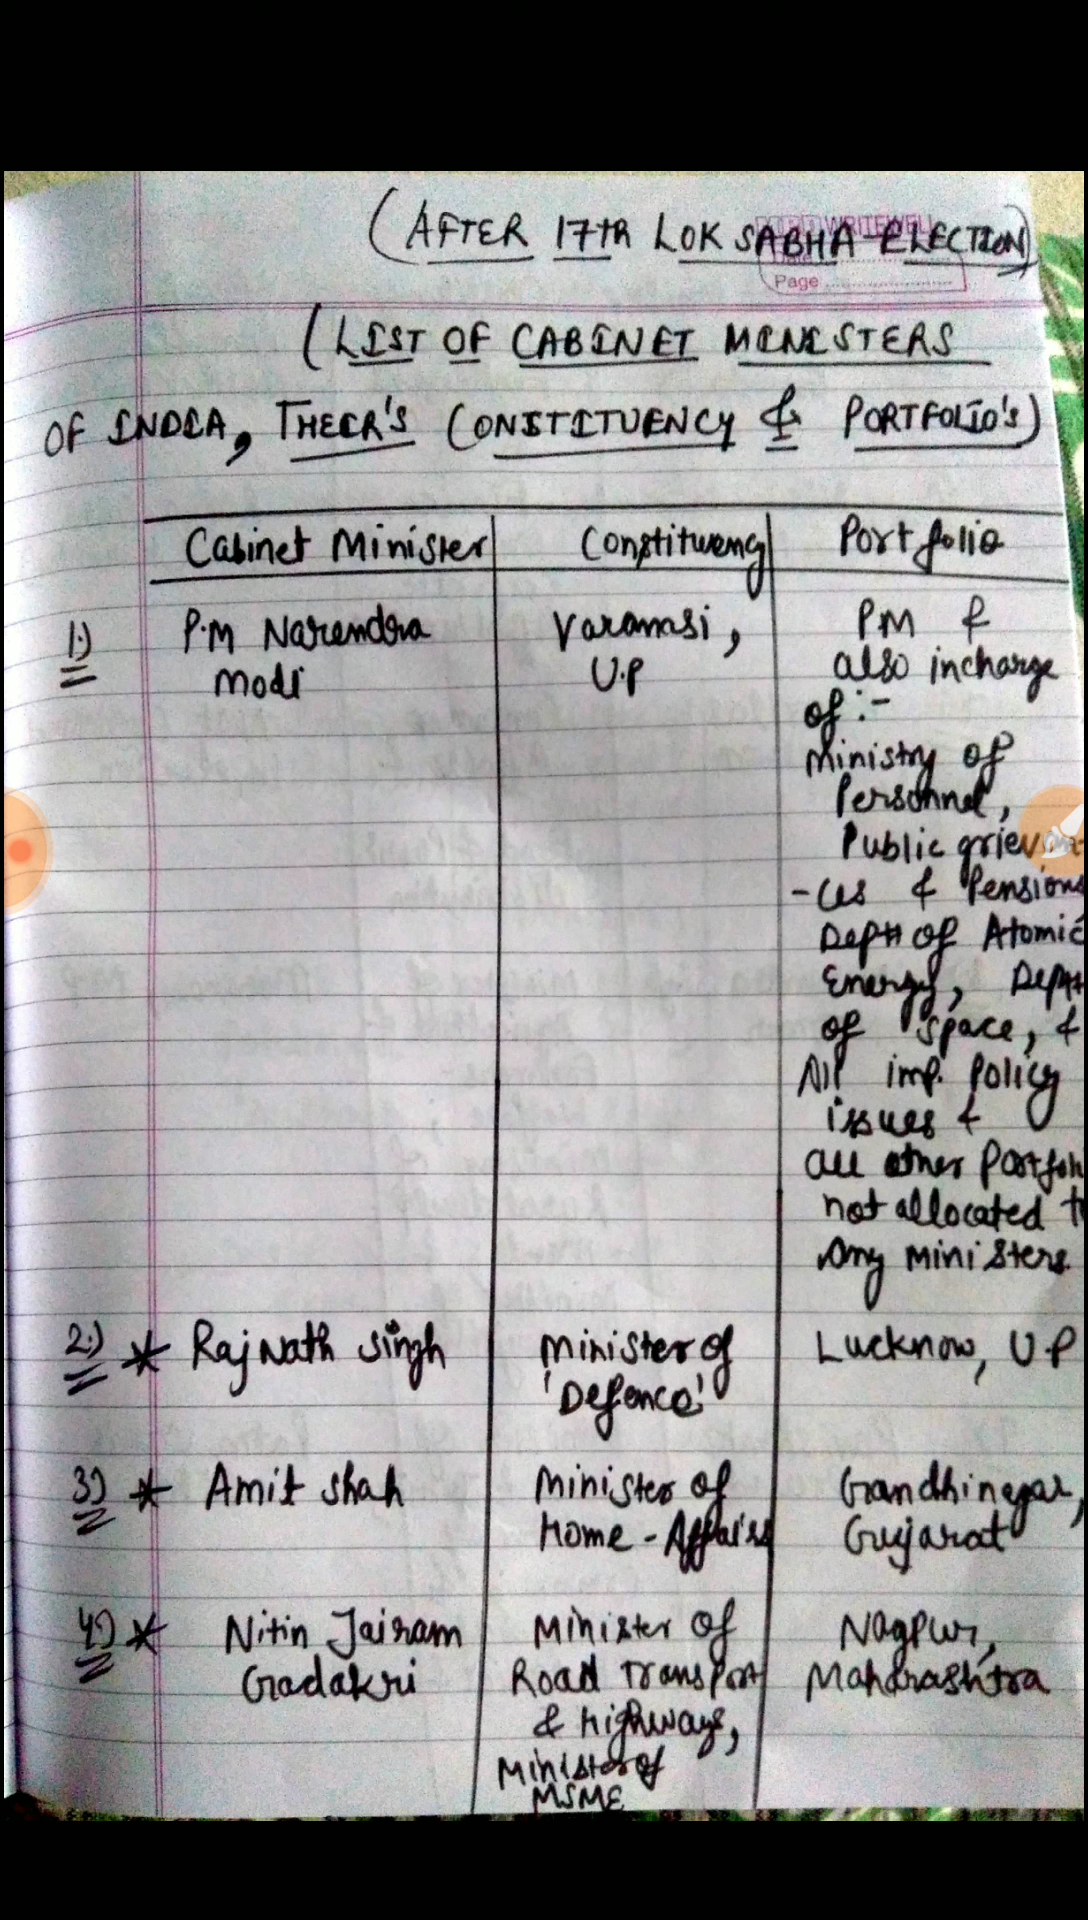 (AFTER 17TH LOK SABHA ELECTION)
WRITEWELL
Page
(LIST OF CABINET MINISTERS
OF INDIA, THEIR'S CONSTITUENCY & PORTFOLIO'S)
Cabinet Minister Constituency Portfolio
1.) P.M Narendra Varanasi, PM &
Modi U.P also incharge
of :-
Ministry of
Personnel,
Public grievan
-ces & Pensions
Deptt of Atomic
Energy, Deptt
of space, &
All imp. Policy
issues &
all other Portfoli
not allocated t
any ministers.
2.) * Rajnath Singh Minister of Lucknow, U.P
'Defence'
3.) * Amit Shah Minister of Gandhinagar,
Home-Affairs Gujarat
4.) * Nitin Jairam Minister of Nagpur,
Gadakri Road Transport Maharashtra
& Highways,
Minister of
MSME